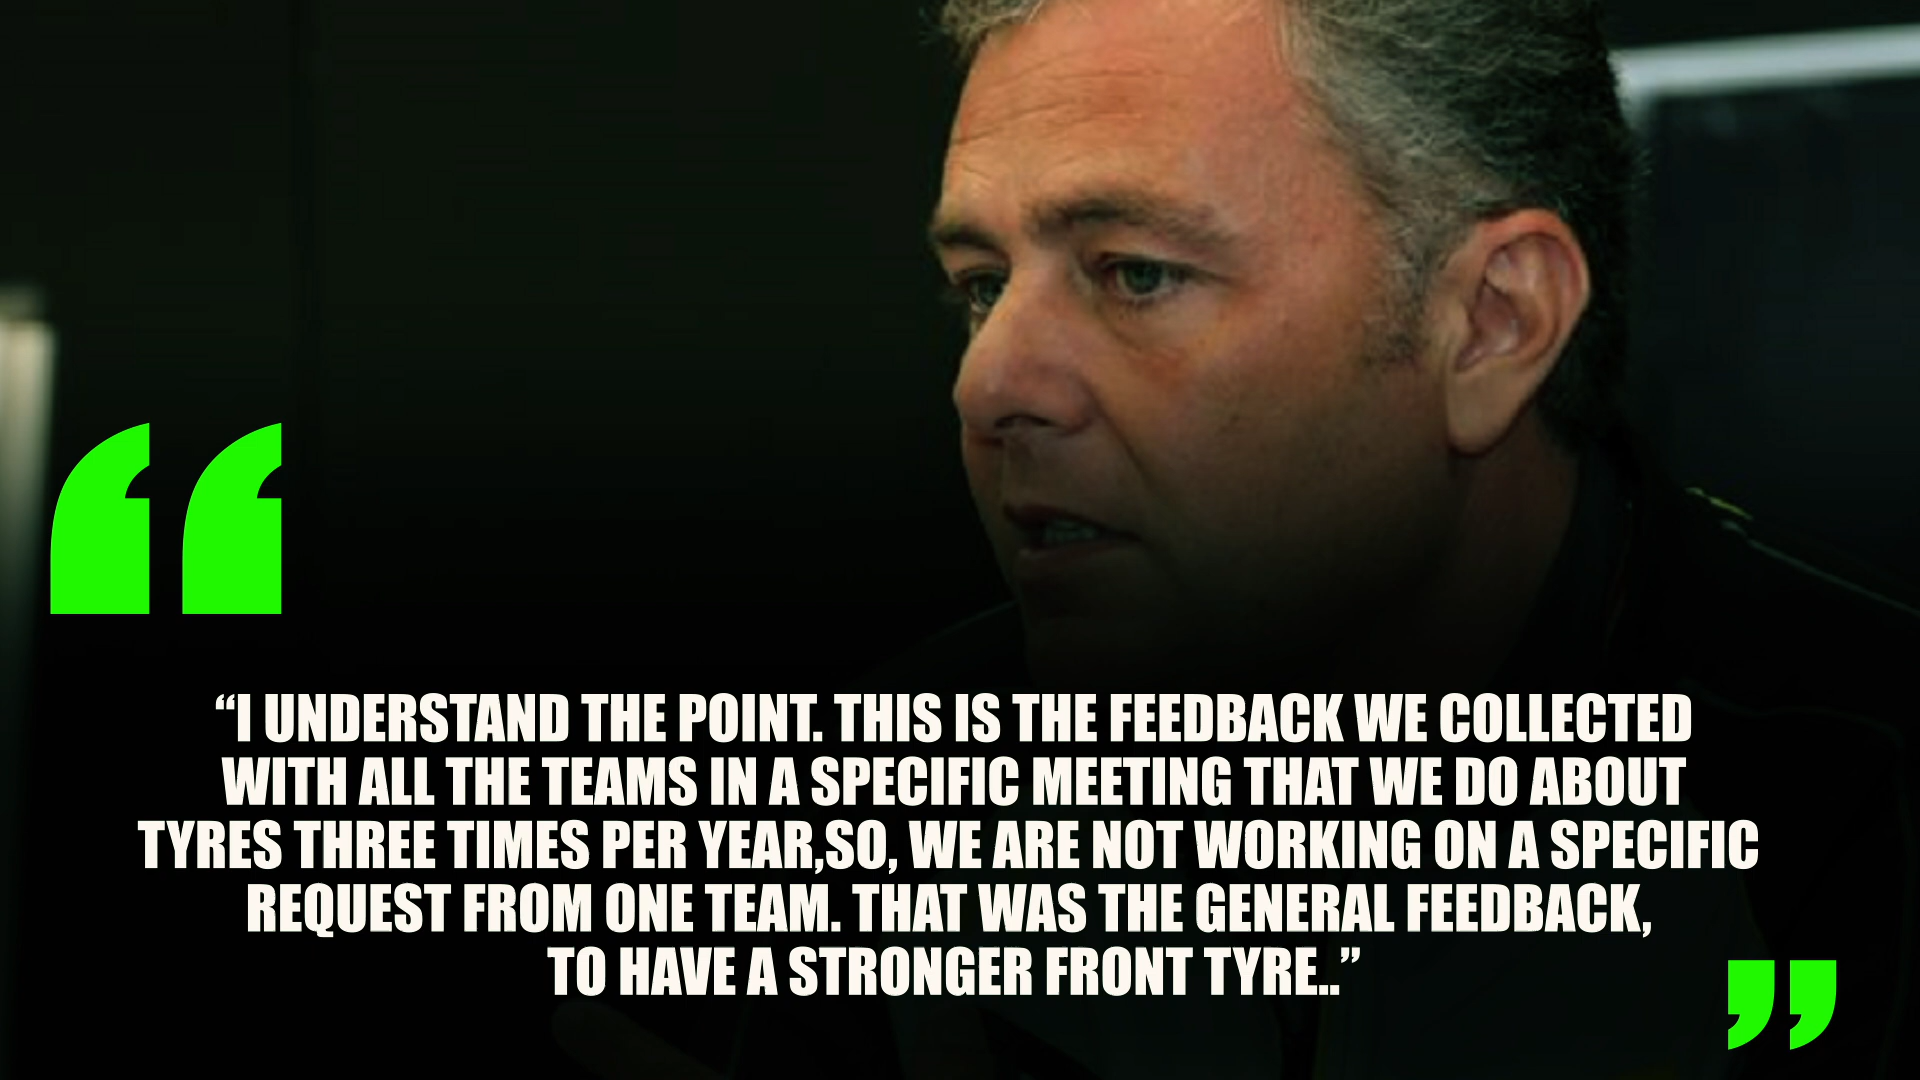 “I UNDERSTAND THE POINT. THIS IS THE FEEDBACK WE COLLECTED
WITH ALL THE TEAMS IN A SPECIFIC MEETING THAT WE DO ABOUT
TYRES THREE TIMES PER YEAR,SO, WE ARE NOT WORKING ON A SPECIFIC
REQUEST FROM ONE TEAM. THAT WAS THE GENERAL FEEDBACK,
TO HAVE A STRONGER FRONT TYRE..”